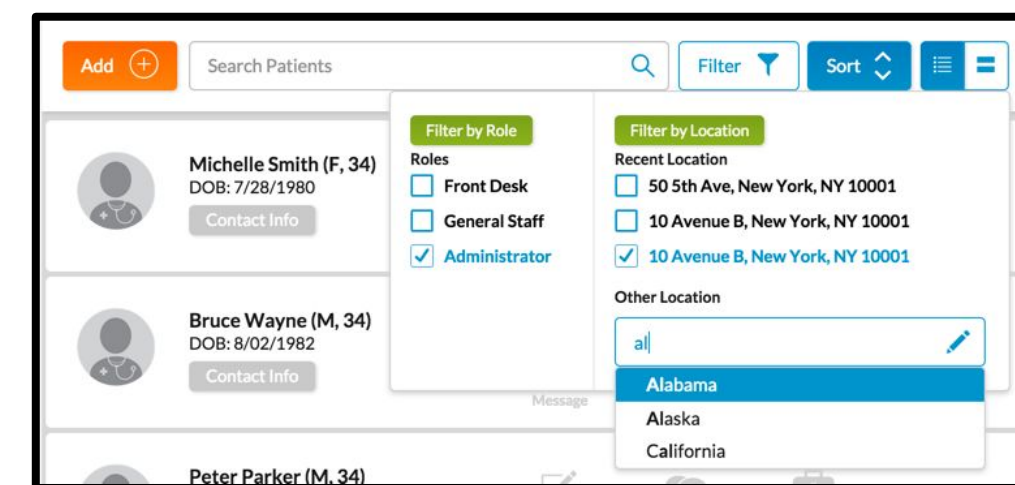 Add
Search Patients
Filter
Sort
Michelle Smith (F, 34)
DOB: 7/28/1980
Contact Info
Bruce Wayne (M, 34)
DOB: 8/02/1982
Contact Info
Message
Peter Parker (M, 34)
Filter by Role
Roles
Front Desk
General Staff
Administrator
Filter by Location
Recent Location
50 5th Ave, New York, NY 10001
10 Avenue B, New York, NY 10001
10 Avenue B, New York, NY 10001
Other Location
al
Alabama
Alaska
California